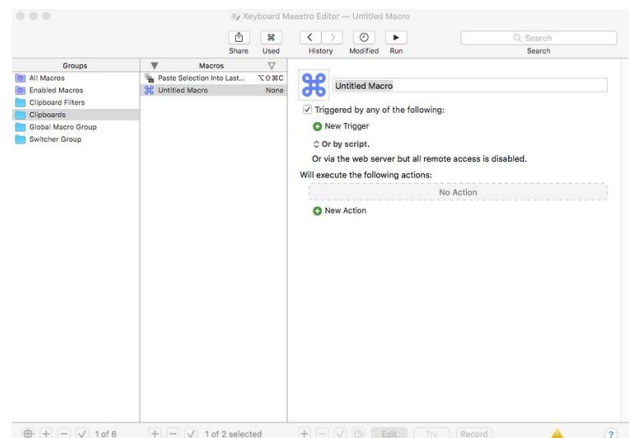 Keyboard Maestro Editor — Untitled Macro
Share Used History Modified Run Search
Search
Groups
All Macros
Enabled Macros
Clipboard Filters
Clipboards
Global Macro Group
Switcher Group
Macros
Paste Selection Into Last... ⌥⇧⌘C
Untitled Macro None
Untitled Macro
Triggered by any of the following:
New Trigger
Or by script.
Or via the web server but all remote access is disabled.
Will execute the following actions:
No Action
New Action
1 of 6
1 of 2 selected
Edit Try Record
?